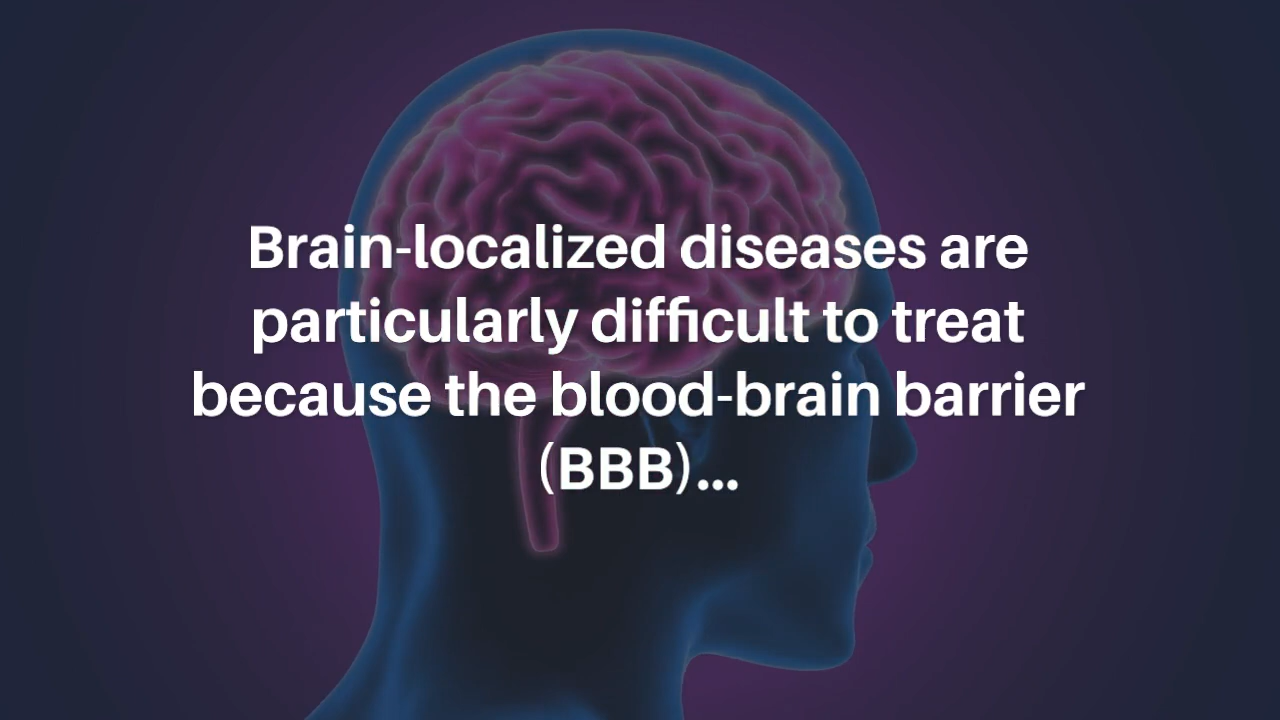 Brain-localized diseases are
particularly difficult to treat
because the blood-brain barrier
(BBB)...